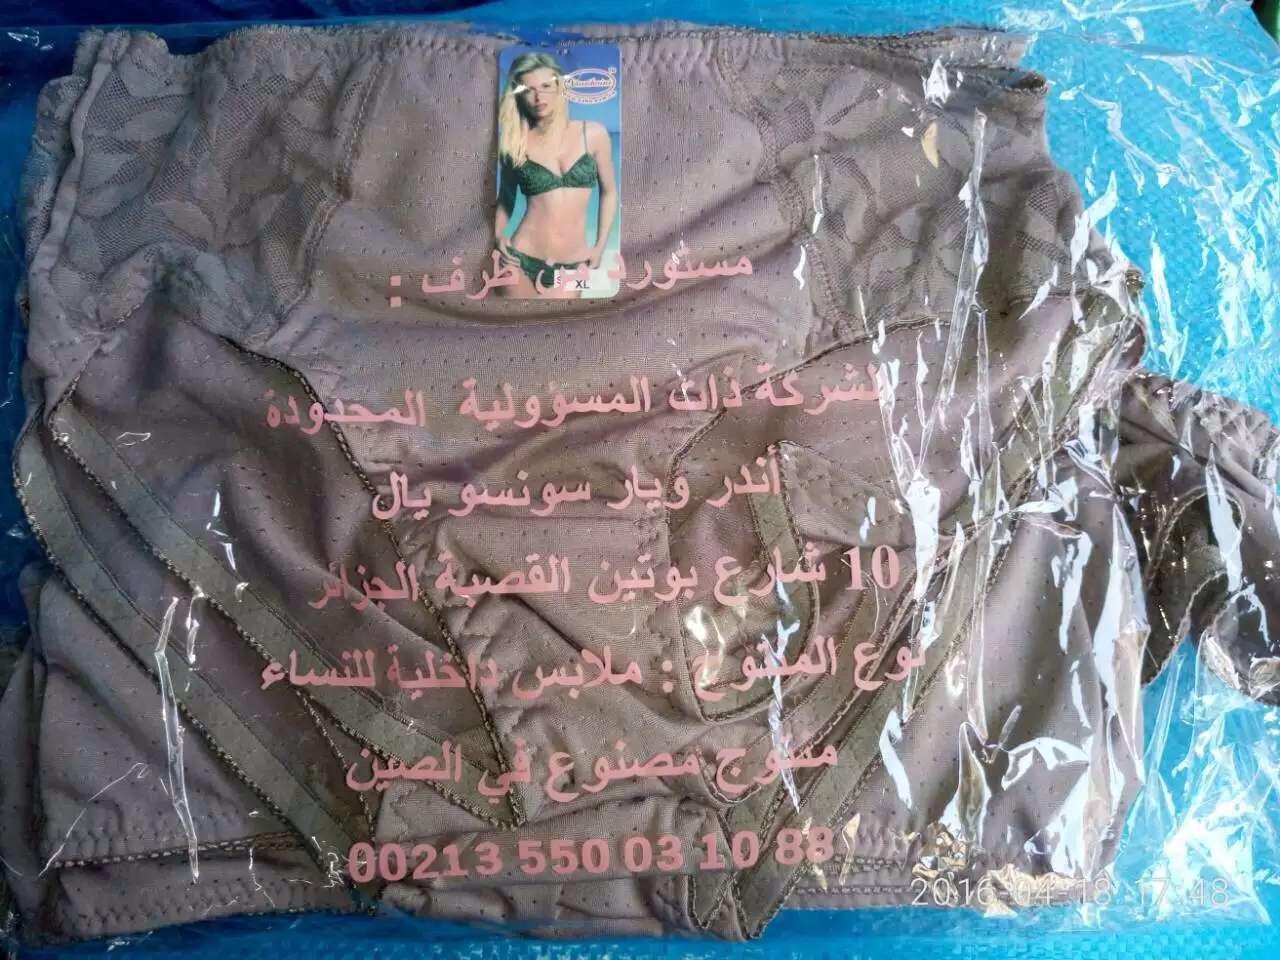 XL
مستورد من طرف :
الشركة ذات المسؤولية المحدودة
أندر ويار سونسو يال
10 شارع بوتين القصبة الجزائر
نوع المنتوج : ملابس داخلية للنساء
منتوج مصنوع في الصين
00213 550 03 10 88
2016-04-18 17:48